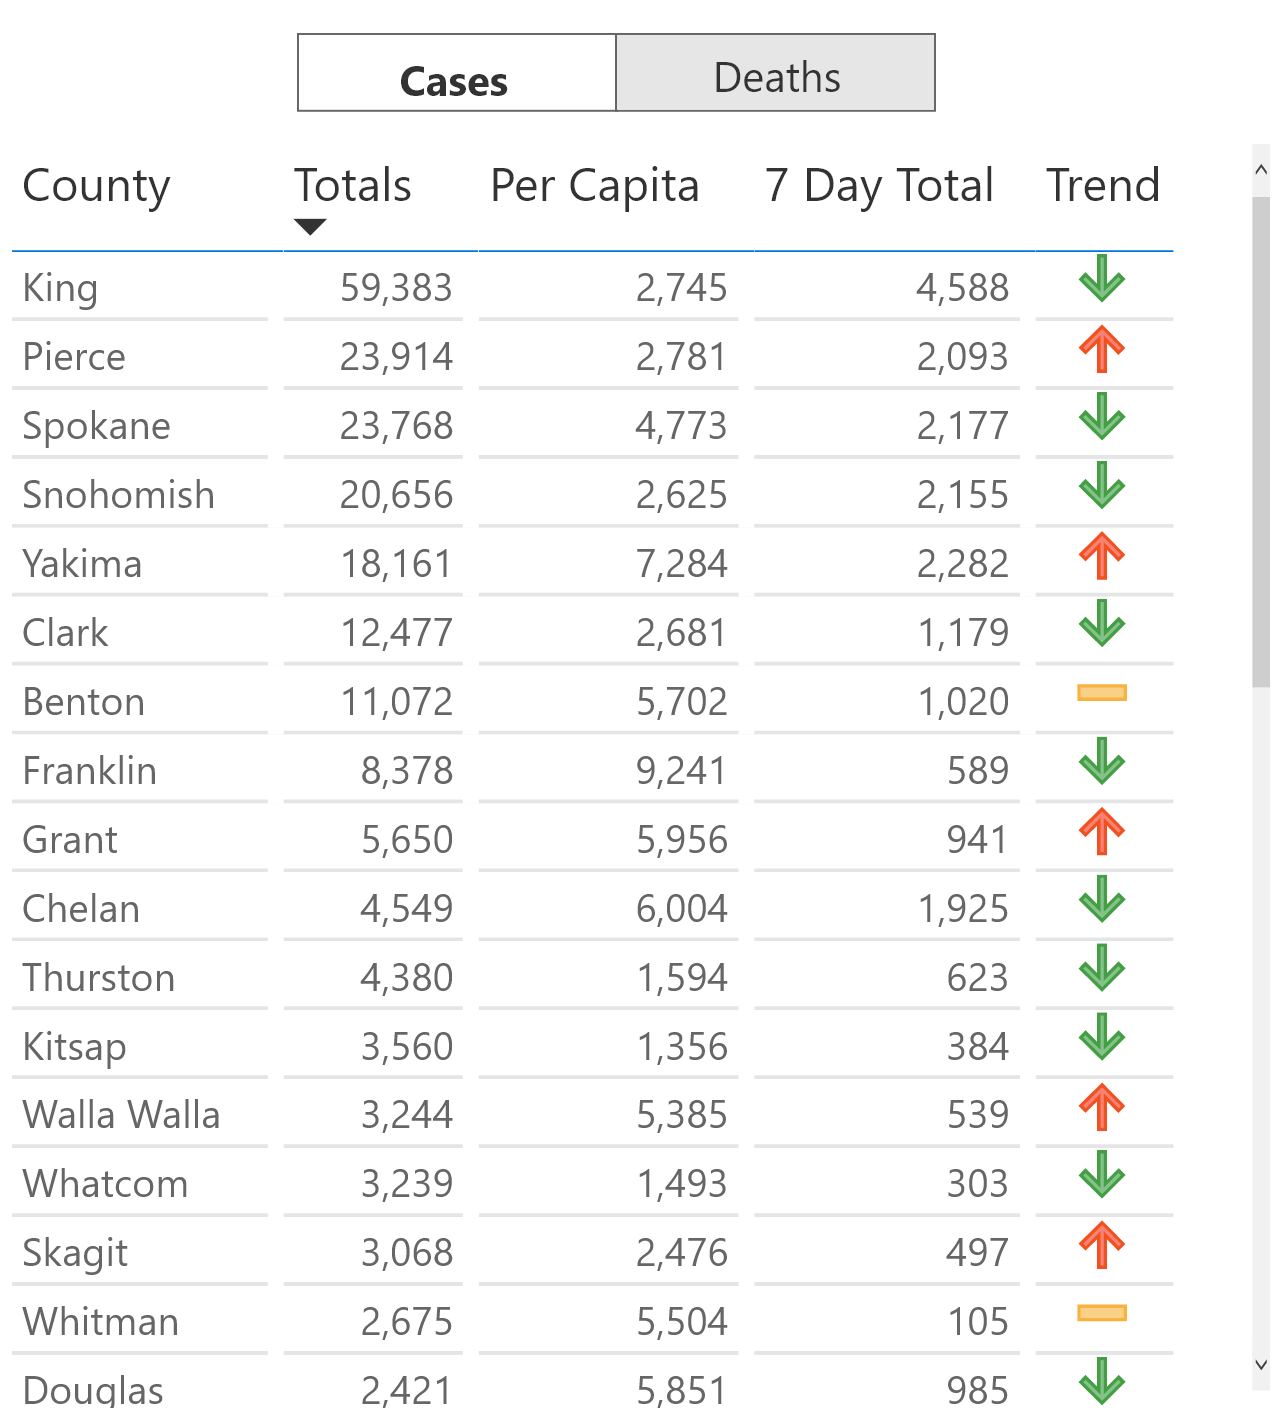 Cases Deaths
County Totals Per Capita 7 Day Total Trend
King 59,383 2,745 4,588
Pierce 23,914 2,781 2,093
Spokane 23,768 4,773 2,177
Snohomish 20,656 2,625 2,155
Yakima 18,161 7,284 2,282
Clark 12,477 2,681 1,179
Benton 11,072 5,702 1,020
Franklin 8,378 9,241 589
Grant 5,650 5,956 941
Chelan 4,549 6,004 1,925
Thurston 4,380 1,594 623
Kitsap 3,560 1,356 384
Walla Walla 3,244 5,385 539
Whatcom 3,239 1,493 303
Skagit 3,068 2,476 497
Whitman 2,675 5,504 105
Douglas 2,421 5,851 985